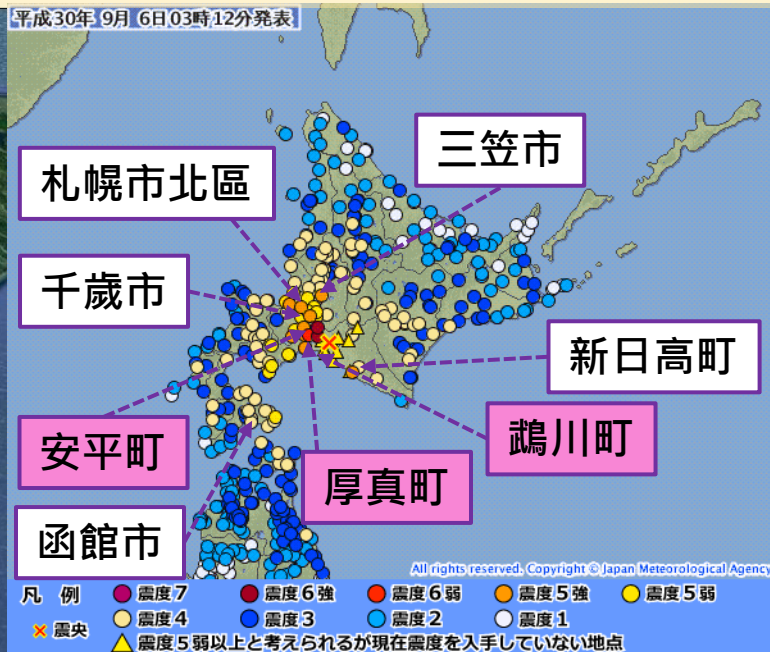 平成30年 9月 6日03時12分発表
三笠市
札幌市北區
千歲市
新日高町
安平町
鵡川町
厚真町
函館市
All rights reserved. Copyright © Japan Meteorological Agency
凡 例 震度7 震度6強 震度6弱 震度5強 震度5弱
震央 震度4 震度3 震度2 震度1
震度5弱以上と考えられるが現在震度を入手していない地点